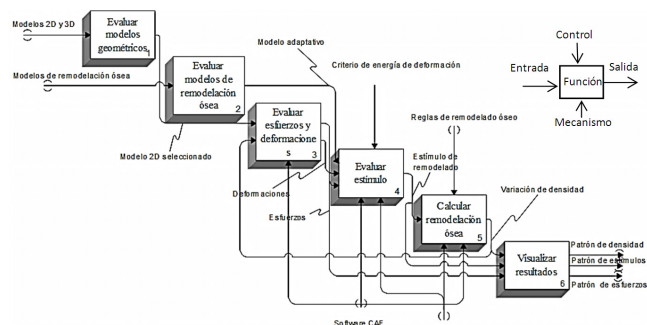 Modelos 2D y 3D
Evaluar
modelos
geométricos
1
Modelos de remodelación ósea
Evaluar
modelos de
remodelación
ósea
2
Modelo 2D seleccionado
Modelo adaptativo
Criterio de energía de deformación
Evaluar
esfuerzos y
deformacione
s
3
Deformaciones
Esfuerzos
Evaluar
estimulo
4
Reglas de remodelado óseo
Estímulo de
remodelado
Calcular
remodelación
ósea
5
Variación de densidad
Visualizar
resultados
6
Patrón de densidad
Patrón de estímulos
Patrón de esfuerzos
Software CAE
Control
Entrada
Función
Salida
Mecanismo